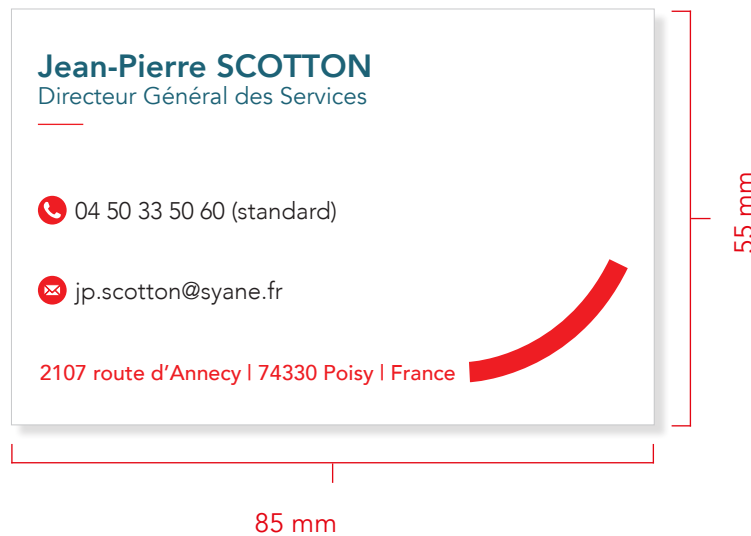 Jean-Pierre SCOTTON
Directeur Général des Services
04 50 33 50 60 (standard)
jp.scotton@syane.fr
2107 route d’Annecy l 74330 Poisy l France
55 mm
85 mm